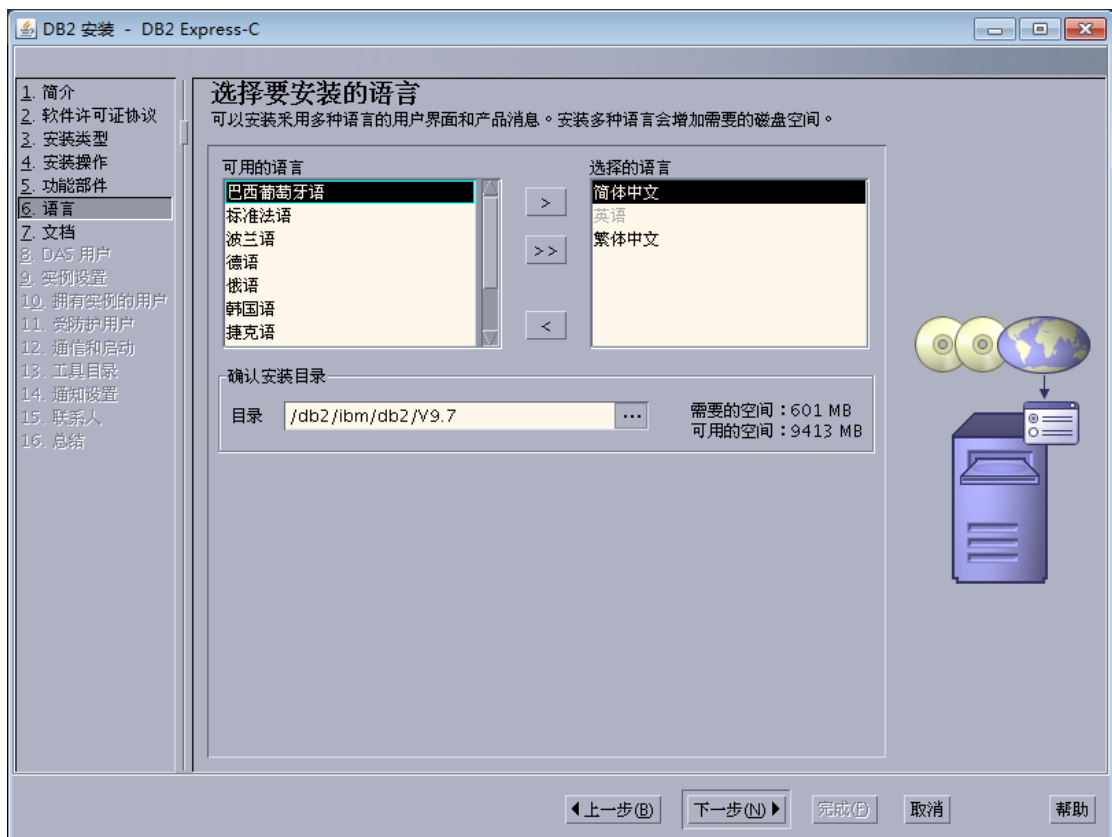 DB2 安装 - DB2 Express-C
1. 简介
2. 软件许可证协议
3. 安装类型
4. 安装操作
5. 功能部件
6. 语言
7. 文档
8. DAS 用户
9. 实例设置
10. 拥有实例的用户
11. 受防护用户
12. 通信和启动
13. 工具目录
14. 通知设置
15. 联系人
16. 总结
选择要安装的语言
可以安装采用多种语言的用户界面和产品消息。安装多种语言会增加需要的磁盘空间。
可用的语言
巴西葡萄牙语
标准法语
波兰语
德语
俄语
韩国语
捷克语
>
>>
<
选择的语言
简体中文
英语
繁体中文
确认安装目录
目录 /db2/ibm/db2/V9.7 ...
需要的空间：601 MB
可用的空间：9413 MB
上一步(B) 下一步(N) 完成(F) 取消 帮助